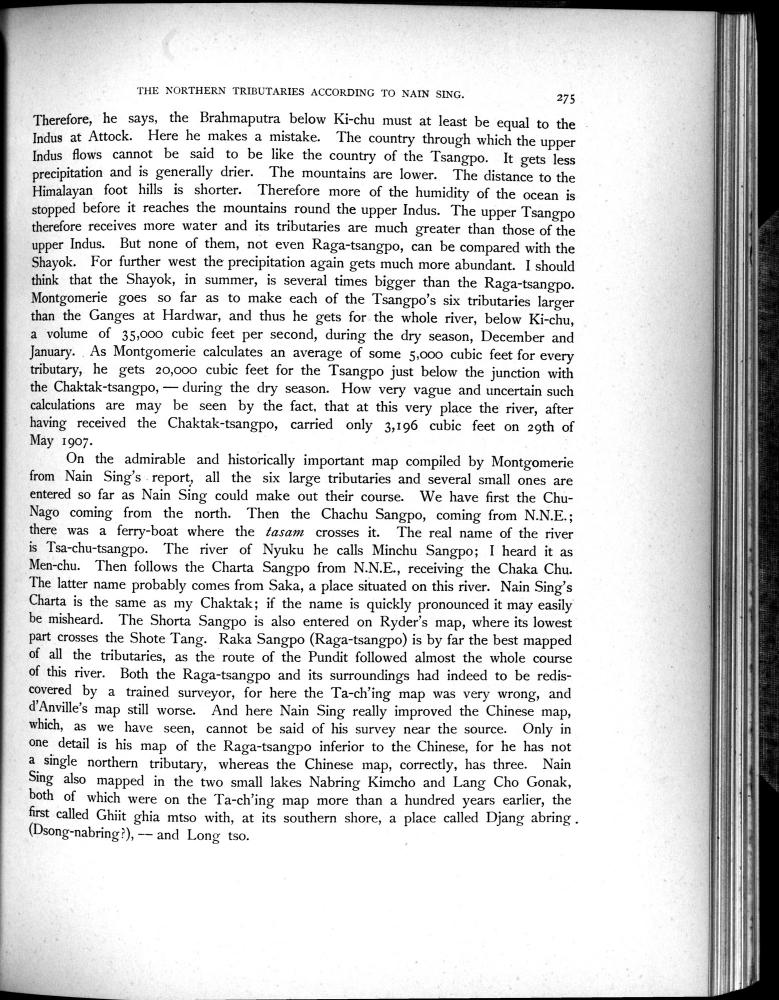 THE NORTHERN TRIBUTARIES ACCORDING TO NAIN SING.
275
Therefore, he says, the Brahmaputra below Ki-chu must at least be equal to the
Indus at Attock. Here he makes a mistake. The country through which the upper
Indus flows cannot be said to be like the country of the Tsangpo. It gets less
precipitation and is generally drier. The mountains are lower. The distance to the
Himalayan foot hills is shorter. Therefore more of the humidity of the ocean is
stopped before it reaches the mountains round the upper Indus. The upper Tsangpo
therefore receives more water and its tributaries are much greater than those of the
upper Indus. But none of them, not even Raga-tsangpo, can be compared with the
Shayok. For further west the precipitation again gets much more abundant. I should
think that the Shayok, in summer, is several times bigger than the Raga-tsangpo.
Montgomerie goes so far as to make each of the Tsangpo's six tributaries larger
than the Ganges at Hardwar, and thus he gets for the whole river, below Ki-chu,
a volume of 35,000 cubic feet per second, during the dry season, December and
January. As Montgomerie calculates an average of some 5,000 cubic feet for every
tributary, he gets 20,000 cubic feet for the Tsangpo just below the junction with
the Chaktak-tsangpo, — during the dry season. How very vague and uncertain such
calculations are may be seen by the fact, that at this very place the river, after
having received the Chaktak-tsangpo, carried only 3,196 cubic feet on 29th of
May 1907.
On the admirable and historically important map compiled by Montgomerie
from Nain Sing's report, all the six large tributaries and several small ones are
entered so far as Nain Sing could make out their course. We have first the Chu-
Nago coming from the north. Then the Chachu Sangpo, coming from N.N.E.;
there was a ferry-boat where the tasam crosses it. The real name of the river
is Tsa-chu-tsangpo. The river of Nyuku he calls Minchu Sangpo; I heard it as
Men-chu. Then follows the Charta Sangpo from N.N.E., receiving the Chaka Chu.
The latter name probably comes from Saka, a place situated on this river. Nain Sing's
Charta is the same as my Chaktak; if the name is quickly pronounced it may easily
be misheard. The Shorta Sangpo is also entered on Ryder's map, where its lowest
part crosses the Shote Tang. Raka Sangpo (Raga-tsangpo) is by far the best mapped
of all the tributaries, as the route of the Pundit followed almost the whole course
of this river. Both the Raga-tsangpo and its surroundings had indeed to be redis-
covered by a trained surveyor, for here the Ta-ch'ing map was very wrong, and
d'Anville's map still worse. And here Nain Sing really improved the Chinese map,
which, as we have seen, cannot be said of his survey near the source. Only in
one detail is his map of the Raga-tsangpo inferior to the Chinese, for he has not
a single northern tributary, whereas the Chinese map, correctly, has three. Nain
Sing also mapped in the two small lakes Nabring Kimcho and Lang Cho Gonak,
both of which were on the Ta-ch'ing map more than a hundred years earlier, the
first called Ghiit ghia mtso with, at its southern shore, a place called Djang abring.
(Dsong-nabring?), — and Long tso.